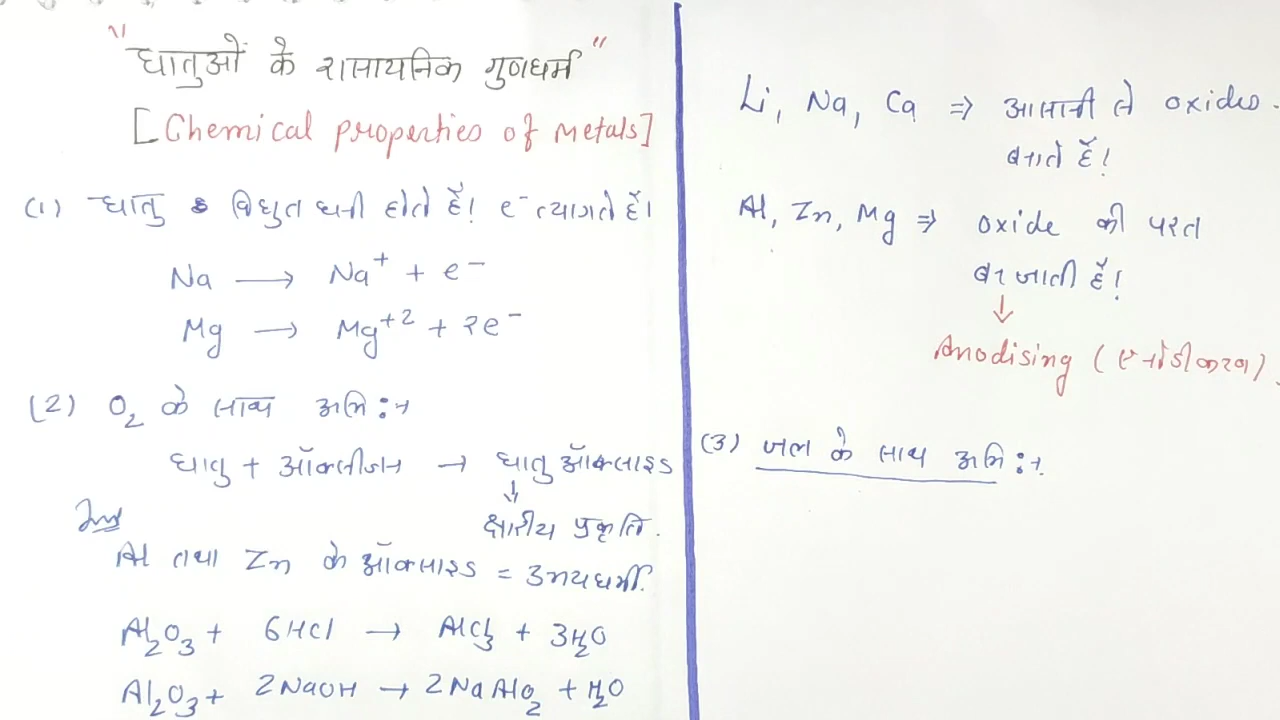 "धातुओं के रासायनिक गुणधर्म"
[Chemical properties of Metals]
(1) धातु विद्युत धनी होते हैं! e⁻ त्यागते हैं।
Na → Na⁺ + e⁻
Mg → Mg⁺² + 2e⁻
(2) O₂ के साथ अभि:न
धातु + ऑक्सीजन → धातु ऑक्साइड
↓
क्षारीय प्रकृति.
Imp
Al तथा Zn के ऑक्साइड = उभयधर्मी.
Al₂O₃ + 6HCl → AlCl₃ + 3H₂O
Al₂O₃ + 2NaOH → 2NaAlO₂ + H₂O
Li, Na, Ca ⇒ आसानी से oxides.
बनाते हैं!
Al, Zn, Mg ⇒ oxide की परत
बन जाती हैं!
↓
Anodising (एनोडीकरण).
(3) जल के साथ अभि:न.